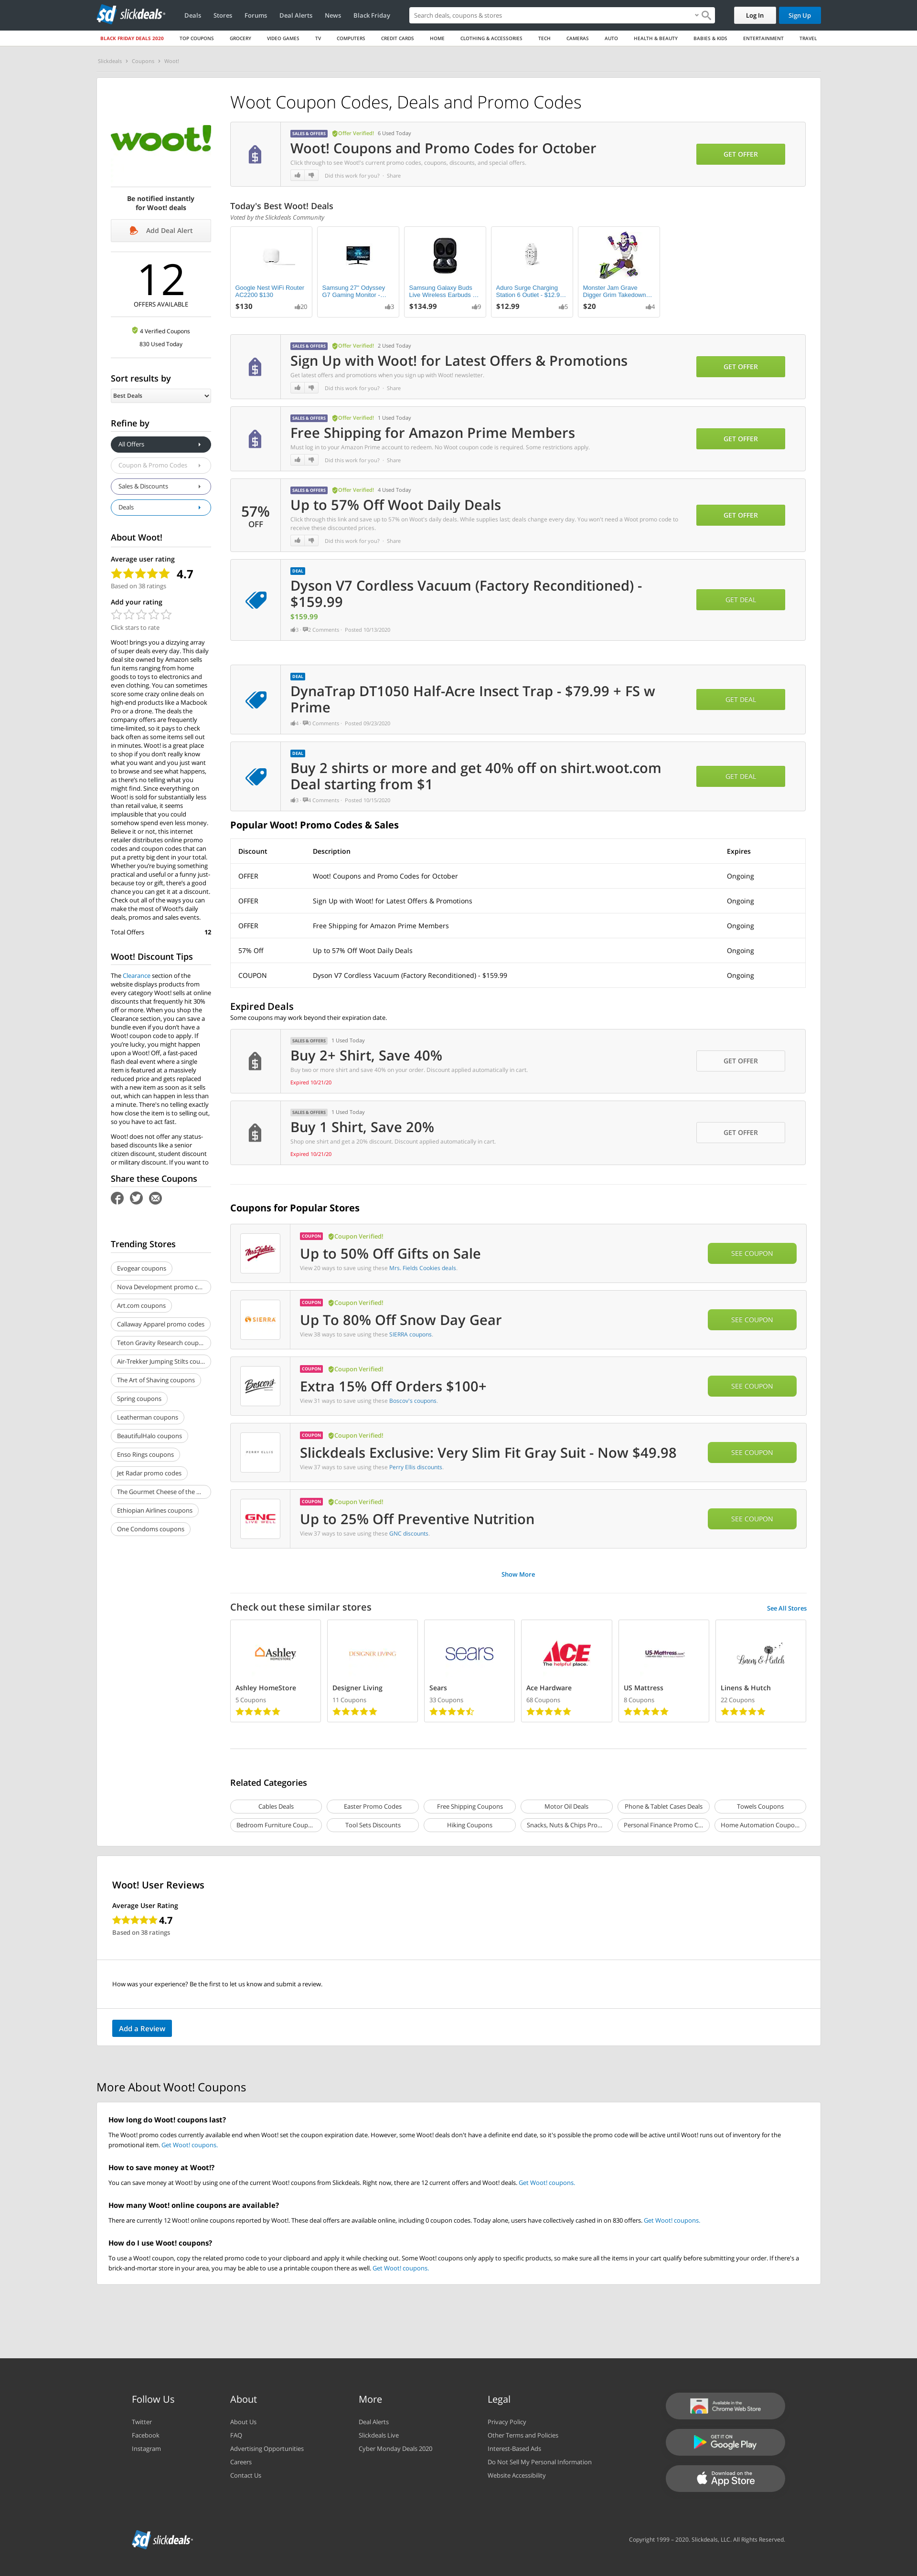 slickdeals
Deals Stores Forums Deal Alerts News Black Friday
Search deals, coupons & stores
Log In
Sign Up
BLACK FRIDAY DEALS 2020 TOP COUPONS GROCERY VIDEO GAMES TV COMPUTERS CREDIT CARDS HOME CLOTHING & ACCESSORIES TECH CAMERAS AUTO HEALTH & BEAUTY BABIES & KIDS ENTERTAINMENT TRAVEL
Slickdeals Coupons Woot!
woot!
Be notified instantly
for Woot! deals
Add Deal Alert
12
OFFERS AVAILABLE
4 Verified Coupons
830 Used Today
Sort results by
Best Deals
Refine by
All Offers
Coupon & Promo Codes
Sales & Discounts
Deals
About Woot!
Average user rating
4.7
Based on 38 ratings
Add your rating
Click stars to rate
Woot! brings you a dizzying array
of super deals every day. This daily
deal site owned by Amazon sells
fun items ranging from home
goods to toys to electronics and
even clothing. You can sometimes
score some crazy online deals on
high-end products like a Macbook
Pro or a drone. The deals the
company offers are frequently
time-limited, so it pays to check
back often as some items sell out
in minutes. Woot! is a great place
to shop if you don't really know
what you want and you just want
to browse and see what happens,
as there's no telling what you
might find. Since everything on
Woot! is sold for substantially less
than retail value, it seems
implausible that you could
somehow spend even less money.
Believe it or not, this internet
retailer distributes online promo
codes and coupon codes that can
put a pretty big dent in your total.
Whether you're buying something
practical and useful or a funny just-
because toy or gift, there's a good
chance you can get it at a discount.
Check out all of the ways you can
make the most of Woot!'s daily
deals, promos and sales events.
Total Offers 12
Woot! Discount Tips
The Clearance section of the
website displays products from
every category Woot! sells at online
discounts that frequently hit 30%
off or more. When you shop the
Clearance section, you can save a
bundle even if you don't have a
Woot! coupon code to apply. If
you're lucky, you might happen
upon a Woot! Off, a fast-paced
flash deal event where a single
item is featured at a massively
reduced price and gets replaced
with a new item as soon as it sells
out, which can happen in less than
a minute. There's no telling exactly
how close the item is to selling out,
so you have to act fast.
Woot! does not offer any status-
based discounts like a senior
citizen discount, student discount
or military discount. If you want to
Share these Coupons
Trending Stores
Evogear coupons
Nova Development promo c...
Art.com coupons
Callaway Apparel promo codes
Teton Gravity Research coup...
Air-Trekker Jumping Stilts cou...
The Art of Shaving coupons
Spring coupons
Leatherman coupons
BeautifulHalo coupons
Enso Rings coupons
Jet Radar promo codes
The Gourmet Cheese of the ...
Ethiopian Airlines coupons
One Condoms coupons
Woot Coupon Codes, Deals and Promo Codes
SALES & OFFERS Offer Verified! 6 Used Today
Woot! Coupons and Promo Codes for October
Click through to see Woot!'s current promo codes, coupons, discounts, and special offers.
Did this work for you? · Share
GET OFFER
Today's Best Woot! Deals
Voted by the Slickdeals Community
Google Nest WiFi Router
AC2200 $130
$130 20
Samsung 27" Odyssey
G7 Gaming Monitor -...
3
Samsung Galaxy Buds
Live Wireless Earbuds ...
$134.99 9
Aduro Surge Charging
Station 6 Outlet - $12.9...
$12.99 5
Monster Jam Grave
Digger Grim Takedown...
$20 4
SALES & OFFERS Offer Verified! 2 Used Today
Sign Up with Woot! for Latest Offers & Promotions
Get latest offers and promotions when you sign up with Woot! newsletter.
Did this work for you? · Share
GET OFFER
SALES & OFFERS Offer Verified! 1 Used Today
Free Shipping for Amazon Prime Members
Must log in to your Amazon Prime account to redeem. No Woot coupon code is required. Some restrictions apply.
Did this work for you? · Share
GET OFFER
57%
OFF
SALES & OFFERS Offer Verified! 4 Used Today
Up to 57% Off Woot Daily Deals
Click through this link and save up to 57% on Woot's daily deals. While supplies last; deals change every day. You won't need a Woot promo code to
receive these discounted prices.
Did this work for you? · Share
GET OFFER
DEAL
Dyson V7 Cordless Vacuum (Factory Reconditioned) -
$159.99
$159.99
3 2 Comments · Posted 10/13/2020
GET DEAL
DEAL
DynaTrap DT1050 Half-Acre Insect Trap - $79.99 + FS w
Prime
4 0 Comments · Posted 09/23/2020
GET DEAL
DEAL
Buy 2 shirts or more and get 40% off on shirt.woot.com
Deal starting from $1
3 4 Comments · Posted 10/15/2020
GET DEAL
Popular Woot! Promo Codes & Sales
Discount Description Expires
OFFER Woot! Coupons and Promo Codes for October Ongoing
OFFER Sign Up with Woot! for Latest Offers & Promotions Ongoing
OFFER Free Shipping for Amazon Prime Members Ongoing
57% Off Up to 57% Off Woot Daily Deals Ongoing
COUPON Dyson V7 Cordless Vacuum (Factory Reconditioned) - $159.99 Ongoing
Expired Deals
Some coupons may work beyond their expiration date.
SALES & OFFERS 1 Used Today
Buy 2+ Shirt, Save 40%
Buy two or more shirt and save 40% on your order. Discount applied automatically in cart.
Expired 10/21/20
GET OFFER
SALES & OFFERS 1 Used Today
Buy 1 Shirt, Save 20%
Shop one shirt and get a 20% discount. Discount applied automatically in cart.
Expired 10/21/20
GET OFFER
Coupons for Popular Stores
Mrs. Fields
COUPON Coupon Verified!
Up to 50% Off Gifts on Sale
View 20 ways to save using these Mrs. Fields Cookies deals.
SEE COUPON
SIERRA
COUPON Coupon Verified!
Up To 80% Off Snow Day Gear
View 38 ways to save using these SIERRA coupons.
SEE COUPON
Boscov's
COUPON Coupon Verified!
Extra 15% Off Orders $100+
View 31 ways to save using these Boscov's coupons.
SEE COUPON
PERRY ELLIS
COUPON Coupon Verified!
Slickdeals Exclusive: Very Slim Fit Gray Suit - Now $49.98
View 37 ways to save using these Perry Ellis discounts.
SEE COUPON
GNC
LIVE WELL
COUPON Coupon Verified!
Up to 25% Off Preventive Nutrition
View 37 ways to save using these GNC discounts.
SEE COUPON
Show More
Check out these similar stores
See All Stores
Ashley
HOMESTORE
Ashley HomeStore
5 Coupons
DESIGNER LIVING
Designer Living
11 Coupons
sears
Sears
33 Coupons
ACE
The helpful place.
Ace Hardware
68 Coupons
US-Mattress
US Mattress
8 Coupons
Linens & Hutch
Linens & Hutch
22 Coupons
Related Categories
Cables Deals Easter Promo Codes Free Shipping Coupons Motor Oil Deals Phone & Tablet Cases Deals Towels Coupons
Bedroom Furniture Coup... Tool Sets Discounts Hiking Coupons Snacks, Nuts & Chips Pro... Personal Finance Promo C... Home Automation Coupo...
Woot! User Reviews
Average User Rating
4.7
Based on 38 ratings
How was your experience? Be the first to let us know and submit a review.
Add a Review
More About Woot! Coupons
How long do Woot! coupons last?
The Woot! promo codes currently available end when Woot! set the coupon expiration date. However, some Woot! deals don't have a definite end date, so it's possible the promo code will be active until Woot! runs out of inventory for the
promotional item. Get Woot! coupons.
How to save money at Woot!?
You can save money at Woot! by using one of the current Woot! coupons from Slickdeals. Right now, there are 12 current offers and Woot! deals. Get Woot! coupons.
How many Woot! online coupons are available?
There are currently 12 Woot! online coupons reported by Woot!. These deal offers are available online, including 0 coupon codes. Today alone, users have collectively cashed in on 830 offers. Get Woot! coupons.
How do I use Woot! coupons?
To use a Woot! coupon, copy the related promo code to your clipboard and apply it while checking out. Some Woot! coupons only apply to specific products, so make sure all the items in your cart qualify before submitting your order. If there's a
brick-and-mortar store in your area, you may be able to use a printable coupon there as well. Get Woot! coupons.
Follow Us
Twitter
Facebook
Instagram
About
About Us
FAQ
Advertising Opportunities
Careers
Contact Us
More
Deal Alerts
Slickdeals Live
Cyber Monday Deals 2020
Legal
Privacy Policy
Other Terms and Policies
Interest-Based Ads
Do Not Sell My Personal Information
Website Accessibility
Available in the
Chrome Web Store
GET IT ON
Google Play
Download on the
App Store
slickdeals
Copyright 1999 – 2020. Slickdeals, LLC. All Rights Reserved.